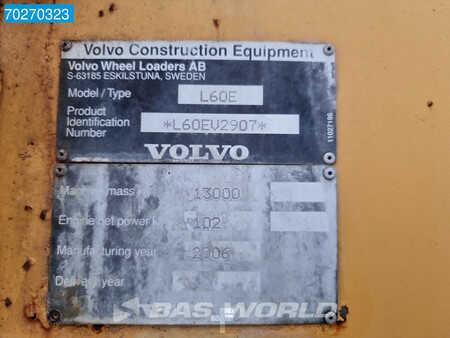 70270323
Volvo Construction Equipment
Volvo Wheel Loaders AB
S-63185 ESKILSTUNA, SWEDEN
Model / Type L60E
Product
Identification *L60EV2907*
Number
VOLVO
11027186
mass 13000
Engine net power 102
Manufacturing year 2006
year
BAS WORLD